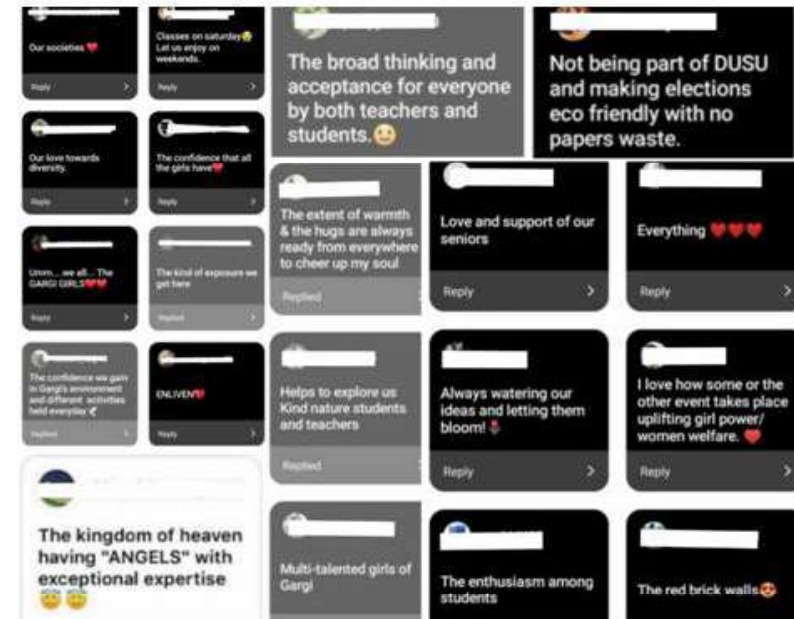 Our societies ❤️
Reply
Classes on saturday😢
Let us enjoy on
weekends.
Reply
The broad thinking and
acceptance for everyone
by both teachers and
students.😉
Not being part of DUSU
and making elections
eco friendly with no
papers waste.
Our love towards
diversity.
Reply
The confidence that all
the girls have❤️
Reply
The extent of warmth
& the hugs are always
ready from everywhere
to cheer up my soul
Replied
Love and support of our
seniors
Reply
Everything ❤️❤️❤️
Reply
Umm... we all... The
GARGI GIRLS❤️❤️
Reply
The kind of exposure we
get here
Replied
The confidence we gain
in Gargi's environment
and different activities
held everyday
Replied
ENLIVEN❤️
Reply
Helps to explore us
Kind nature students
and teachers
Replied
Always watering our
ideas and letting them
bloom!🌷
Reply
I love how some or the
other event takes place
uplifting girl power/
women welfare. ❤️
Reply
The kingdom of heaven
having "ANGELS" with
exceptional expertise
😇😇
Multi-talented girls of
Gargi
The enthusiasm among
students
The red brick walls😍